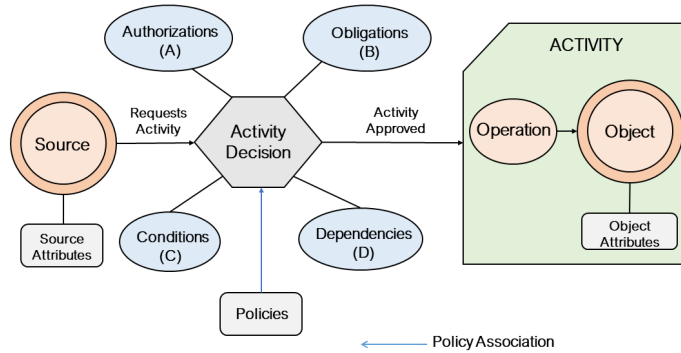 Authorizations
(A)
Obligations
(B)
ACTIVITY
Requests
Activity
Activity
Approved
Source
Activity
Decision
Operation
Object
Source
Attributes
Conditions
(C)
Dependencies
(D)
Object
Attributes
Policies
Policy Association